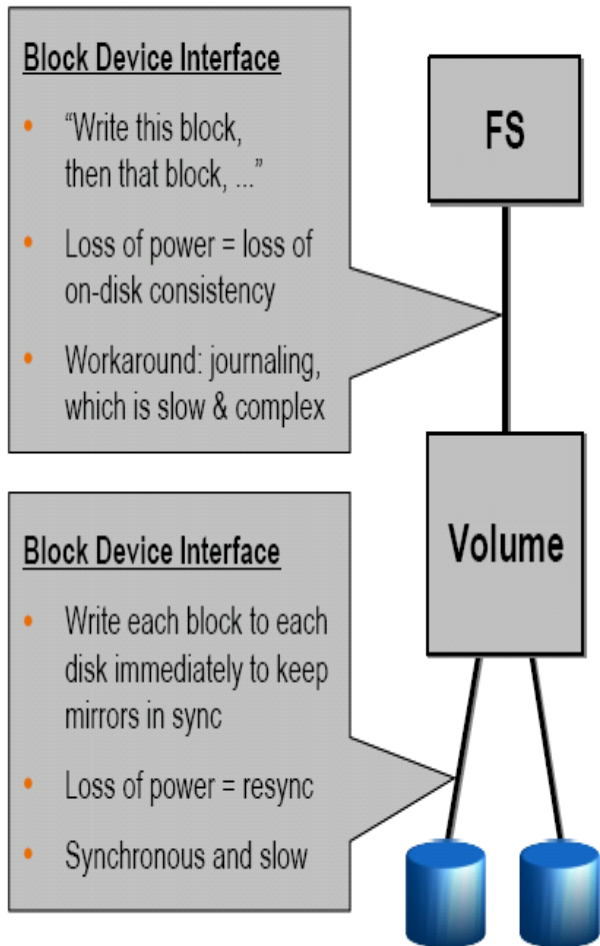 Block Device Interface
• “Write this block,
then that block, ...”
• Loss of power = loss of
on-disk consistency
• Workaround: journaling,
which is slow & complex
FS
Volume
Block Device Interface
• Write each block to each
disk immediately to keep
mirrors in sync
• Loss of power = resync
• Synchronous and slow